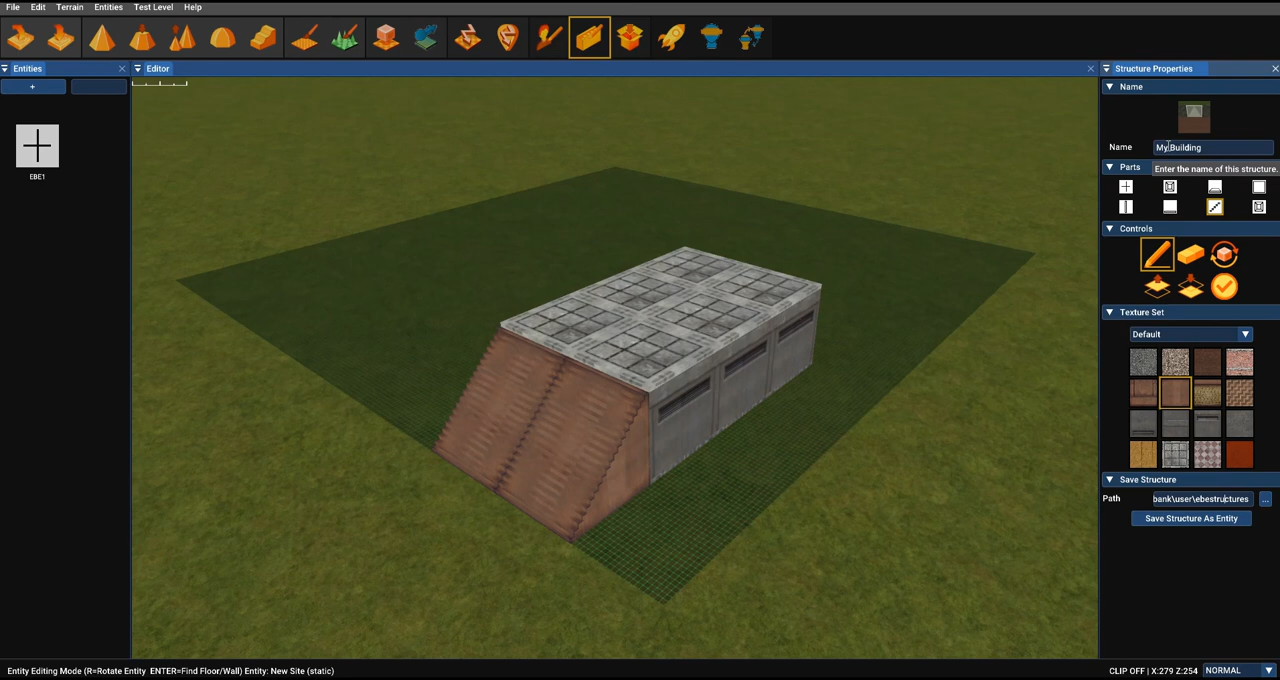 File Edit Terrain Entities Test Level Help
Entities
Editor
Structure Properties
+
Name
EBE1
Name My Building
Parts
Enter the name of this structure.
Controls
Texture Set
Default
Save Structure
Path bank\user\ebestructures ...
Save Structure As Entity
Entity Editing Mode (R=Rotate Entity ENTER=Find Floor/Wall) Entity: New Site (static)
CLIP OFF | X:279 Z:254 NORMAL